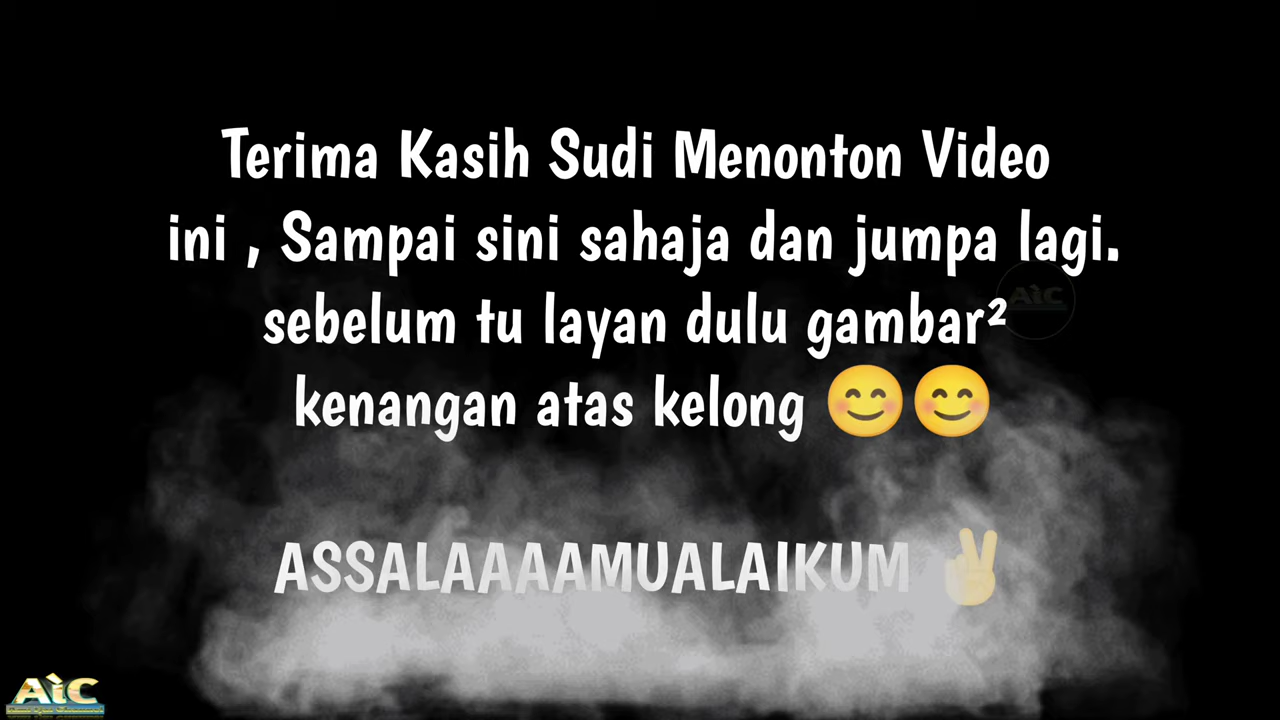 Terima Kasih Sudi Menonton Video
ini , Sampai sini sahaja dan jumpa lagi.
AiC
sebelum tu layan dulu gambar²
kenangan atas kelong 😊😊
ASSALAAAAMUALAIKUM ✌
AiC